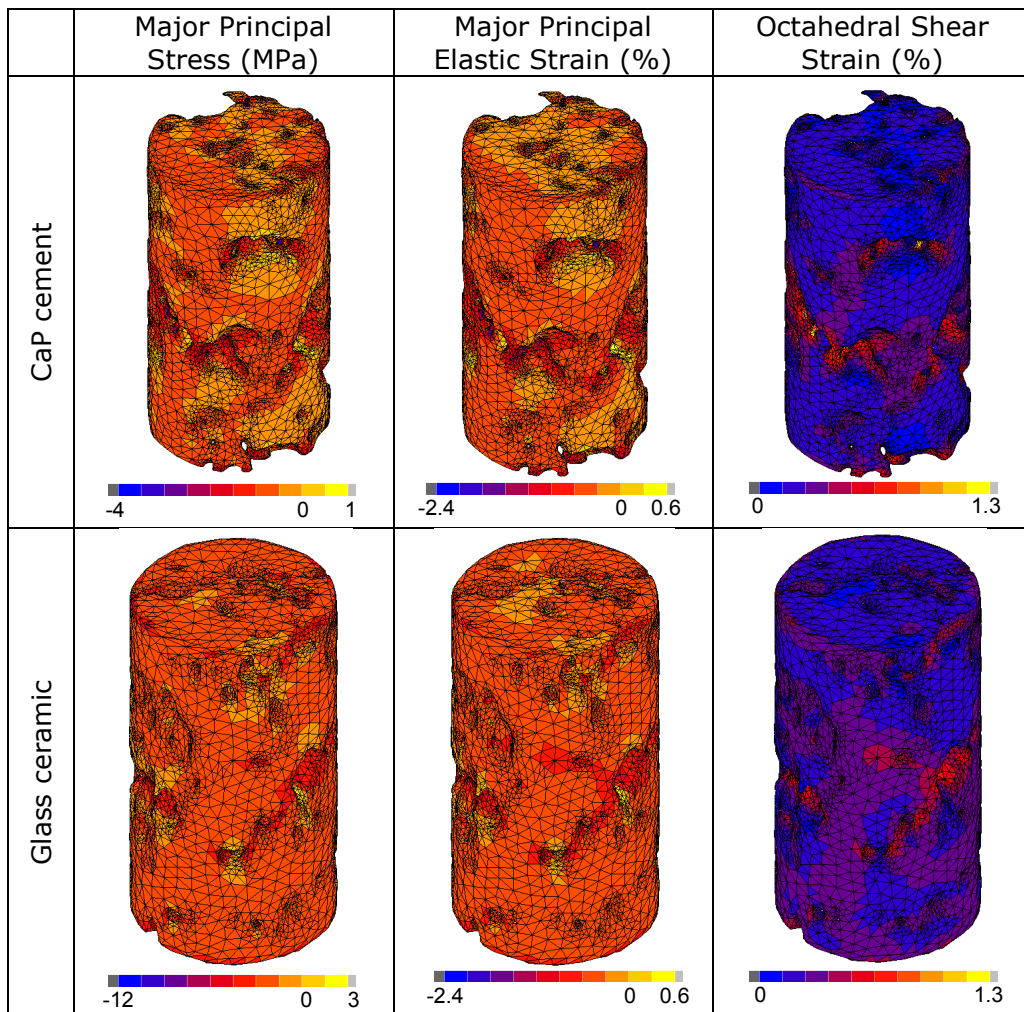 Major Principal
Stress (MPa)
Major Principal
Elastic Strain (%)
Octahedral Shear
Strain (%)
CaP cement
-4 0 1
-2.4 0 0.6
0 1.3
Glass ceramic
-12 0 3
-2.4 0 0.6
0 1.3